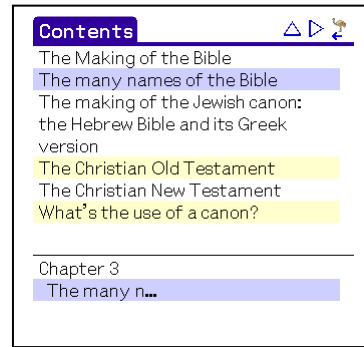 Contents
The Making of the Bible
The many names of the Bible
The making of the Jewish canon:
the Hebrew Bible and its Greek
version
The Christian Old Testament
The Christian New Testament
What's the use of a canon?
Chapter 3
The many n...